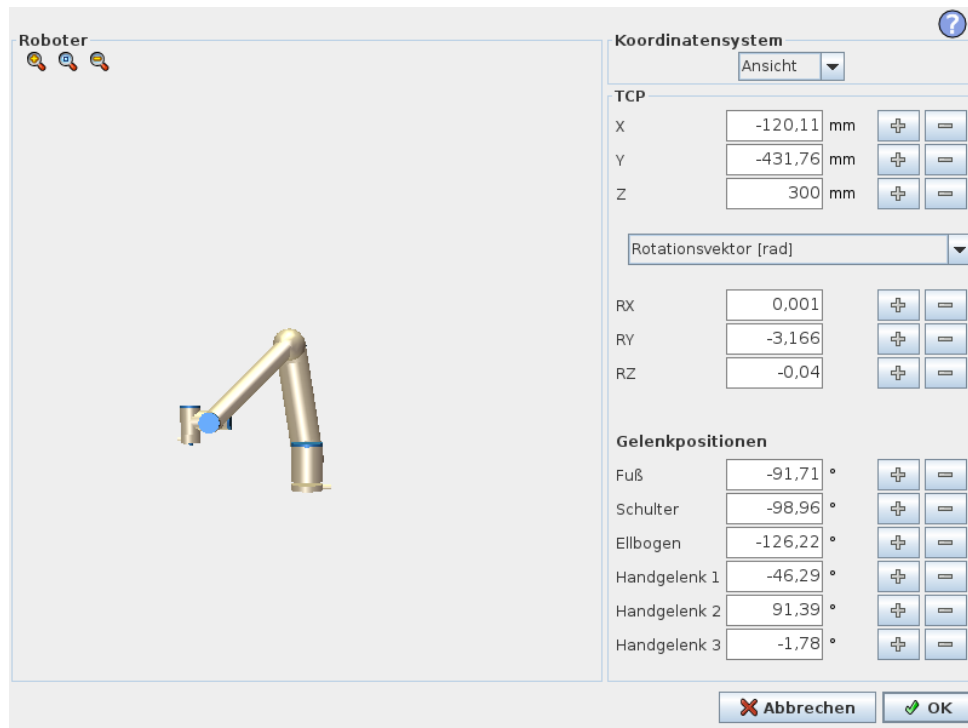 Roboter
Koordinatensystem
?
Ansicht
TCP
X -120,11 mm
Y -431,76 mm
Z 300 mm
Rotationsvektor [rad]
RX 0,001
RY -3,166
RZ -0,04
Gelenkpositionen
Fuß -91,71 °
Schulter -98,96 °
Ellbogen -126,22 °
Handgelenk 1 -46,29 °
Handgelenk 2 91,39 °
Handgelenk 3 -1,78 °
Abbrechen OK